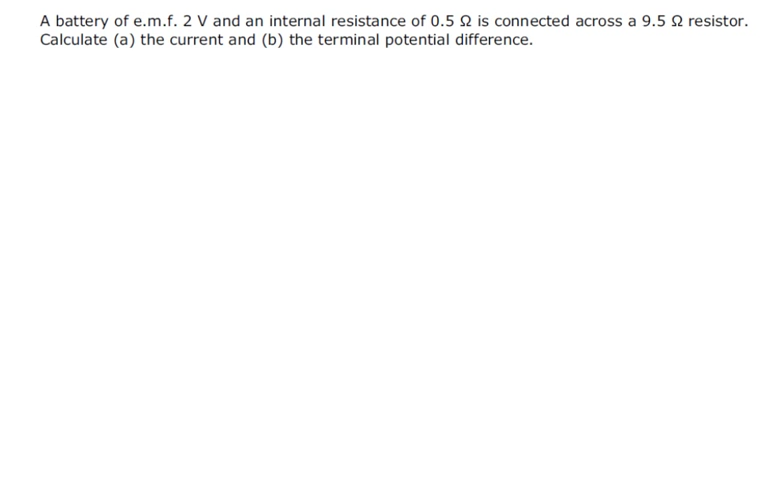 A battery of e.m.f. 2 V and an internal resistance of 0.5 Ω is connected across a 9.5 Ω resistor.
Calculate (a) the current and (b) the terminal potential difference.